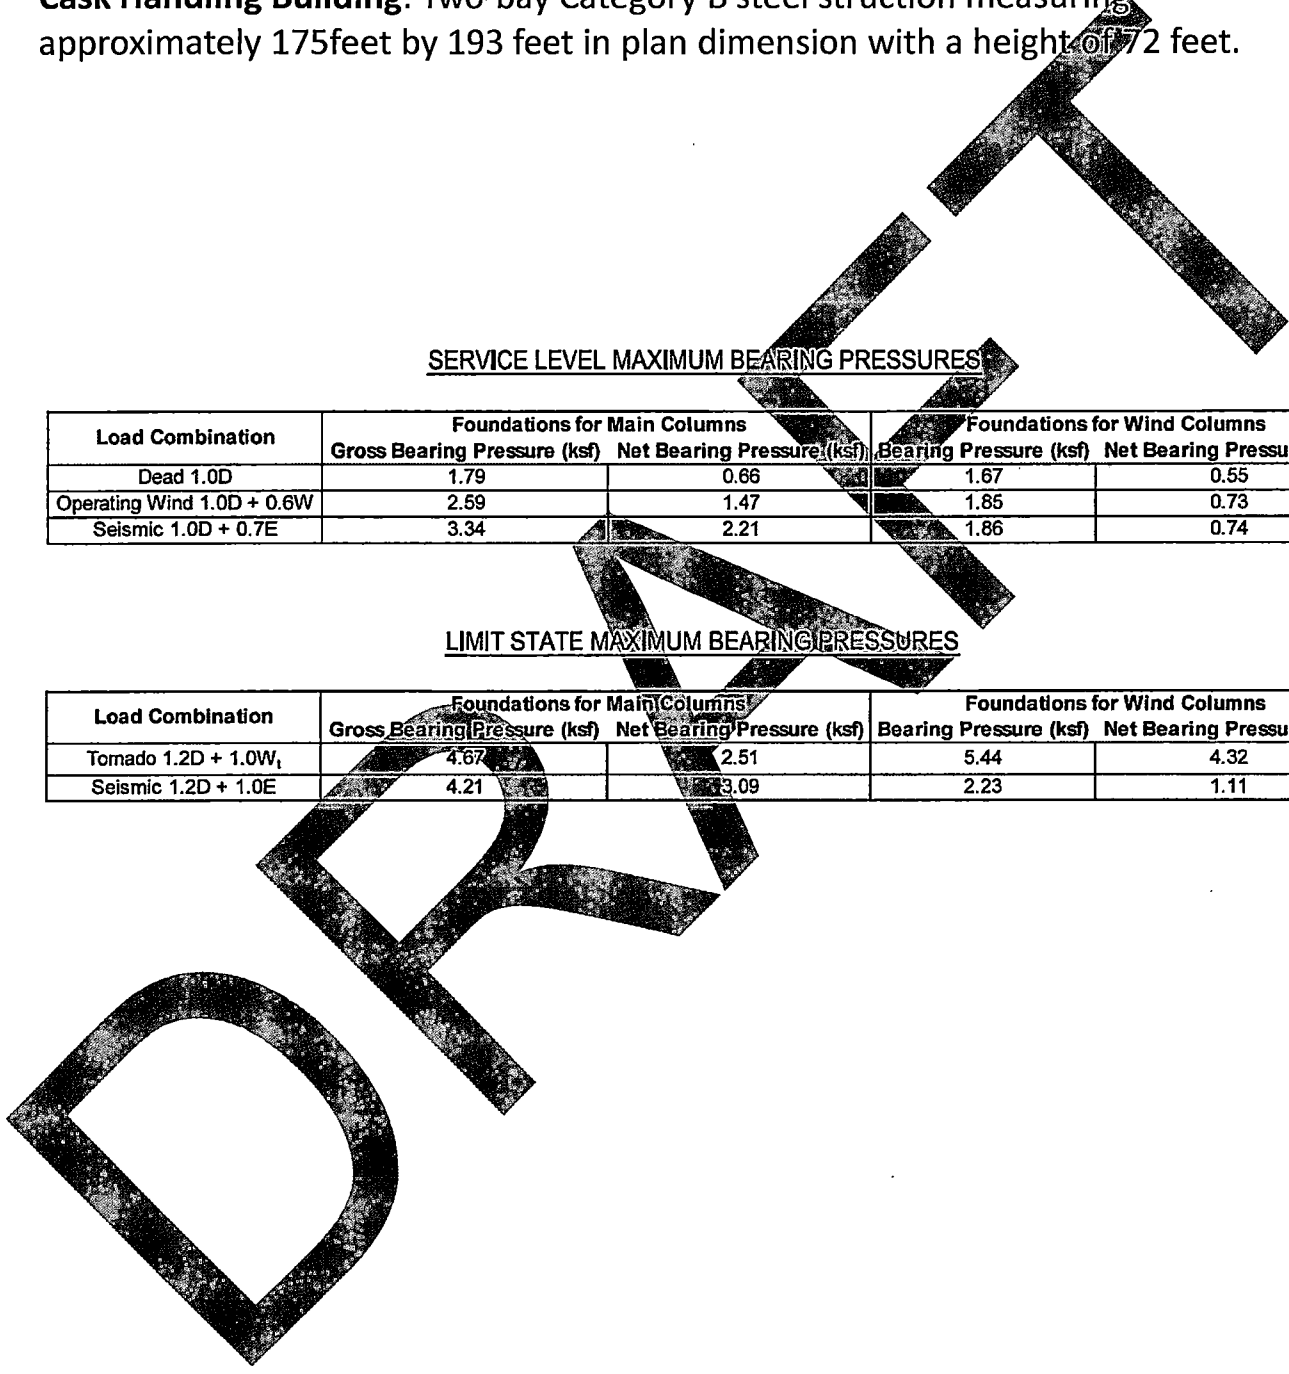 Cask Handling Building: Two-bay Category B steel struction measuring
approximately 175feet by 193 feet in plan dimension with a height of 72 feet.
SERVICE LEVEL MAXIMUM BEARING PRESSURES
Load Combination
Foundations for Main Columns Foundations for Wind Columns
Gross Bearing Pressure (ksf) Net Bearing Pressure (ksf) Bearing Pressure (ksf) Net Bearing Pressu
Dead 1.0D 1.79 0.66 1.67 0.55
Operating Wind 1.0D + 0.6W 2.59 1.47 1.85 0.73
Seismic 1.0D + 0.7E 3.34 2.21 1.86 0.74
LIMIT STATE MAXIMUM BEARING PRESSURES
Load Combination
Foundations for Main Columns Foundations for Wind Columns
Gross Bearing Pressure (ksf) Net Bearing Pressure (ksf) Bearing Pressure (ksf) Net Bearing Pressu
Tornado 1.2D + 1.0Wt 4.67 2.51 5.44 4.32
Seismic 1.2D + 1.0E 4.21 3.09 2.23 1.11
DRAFT